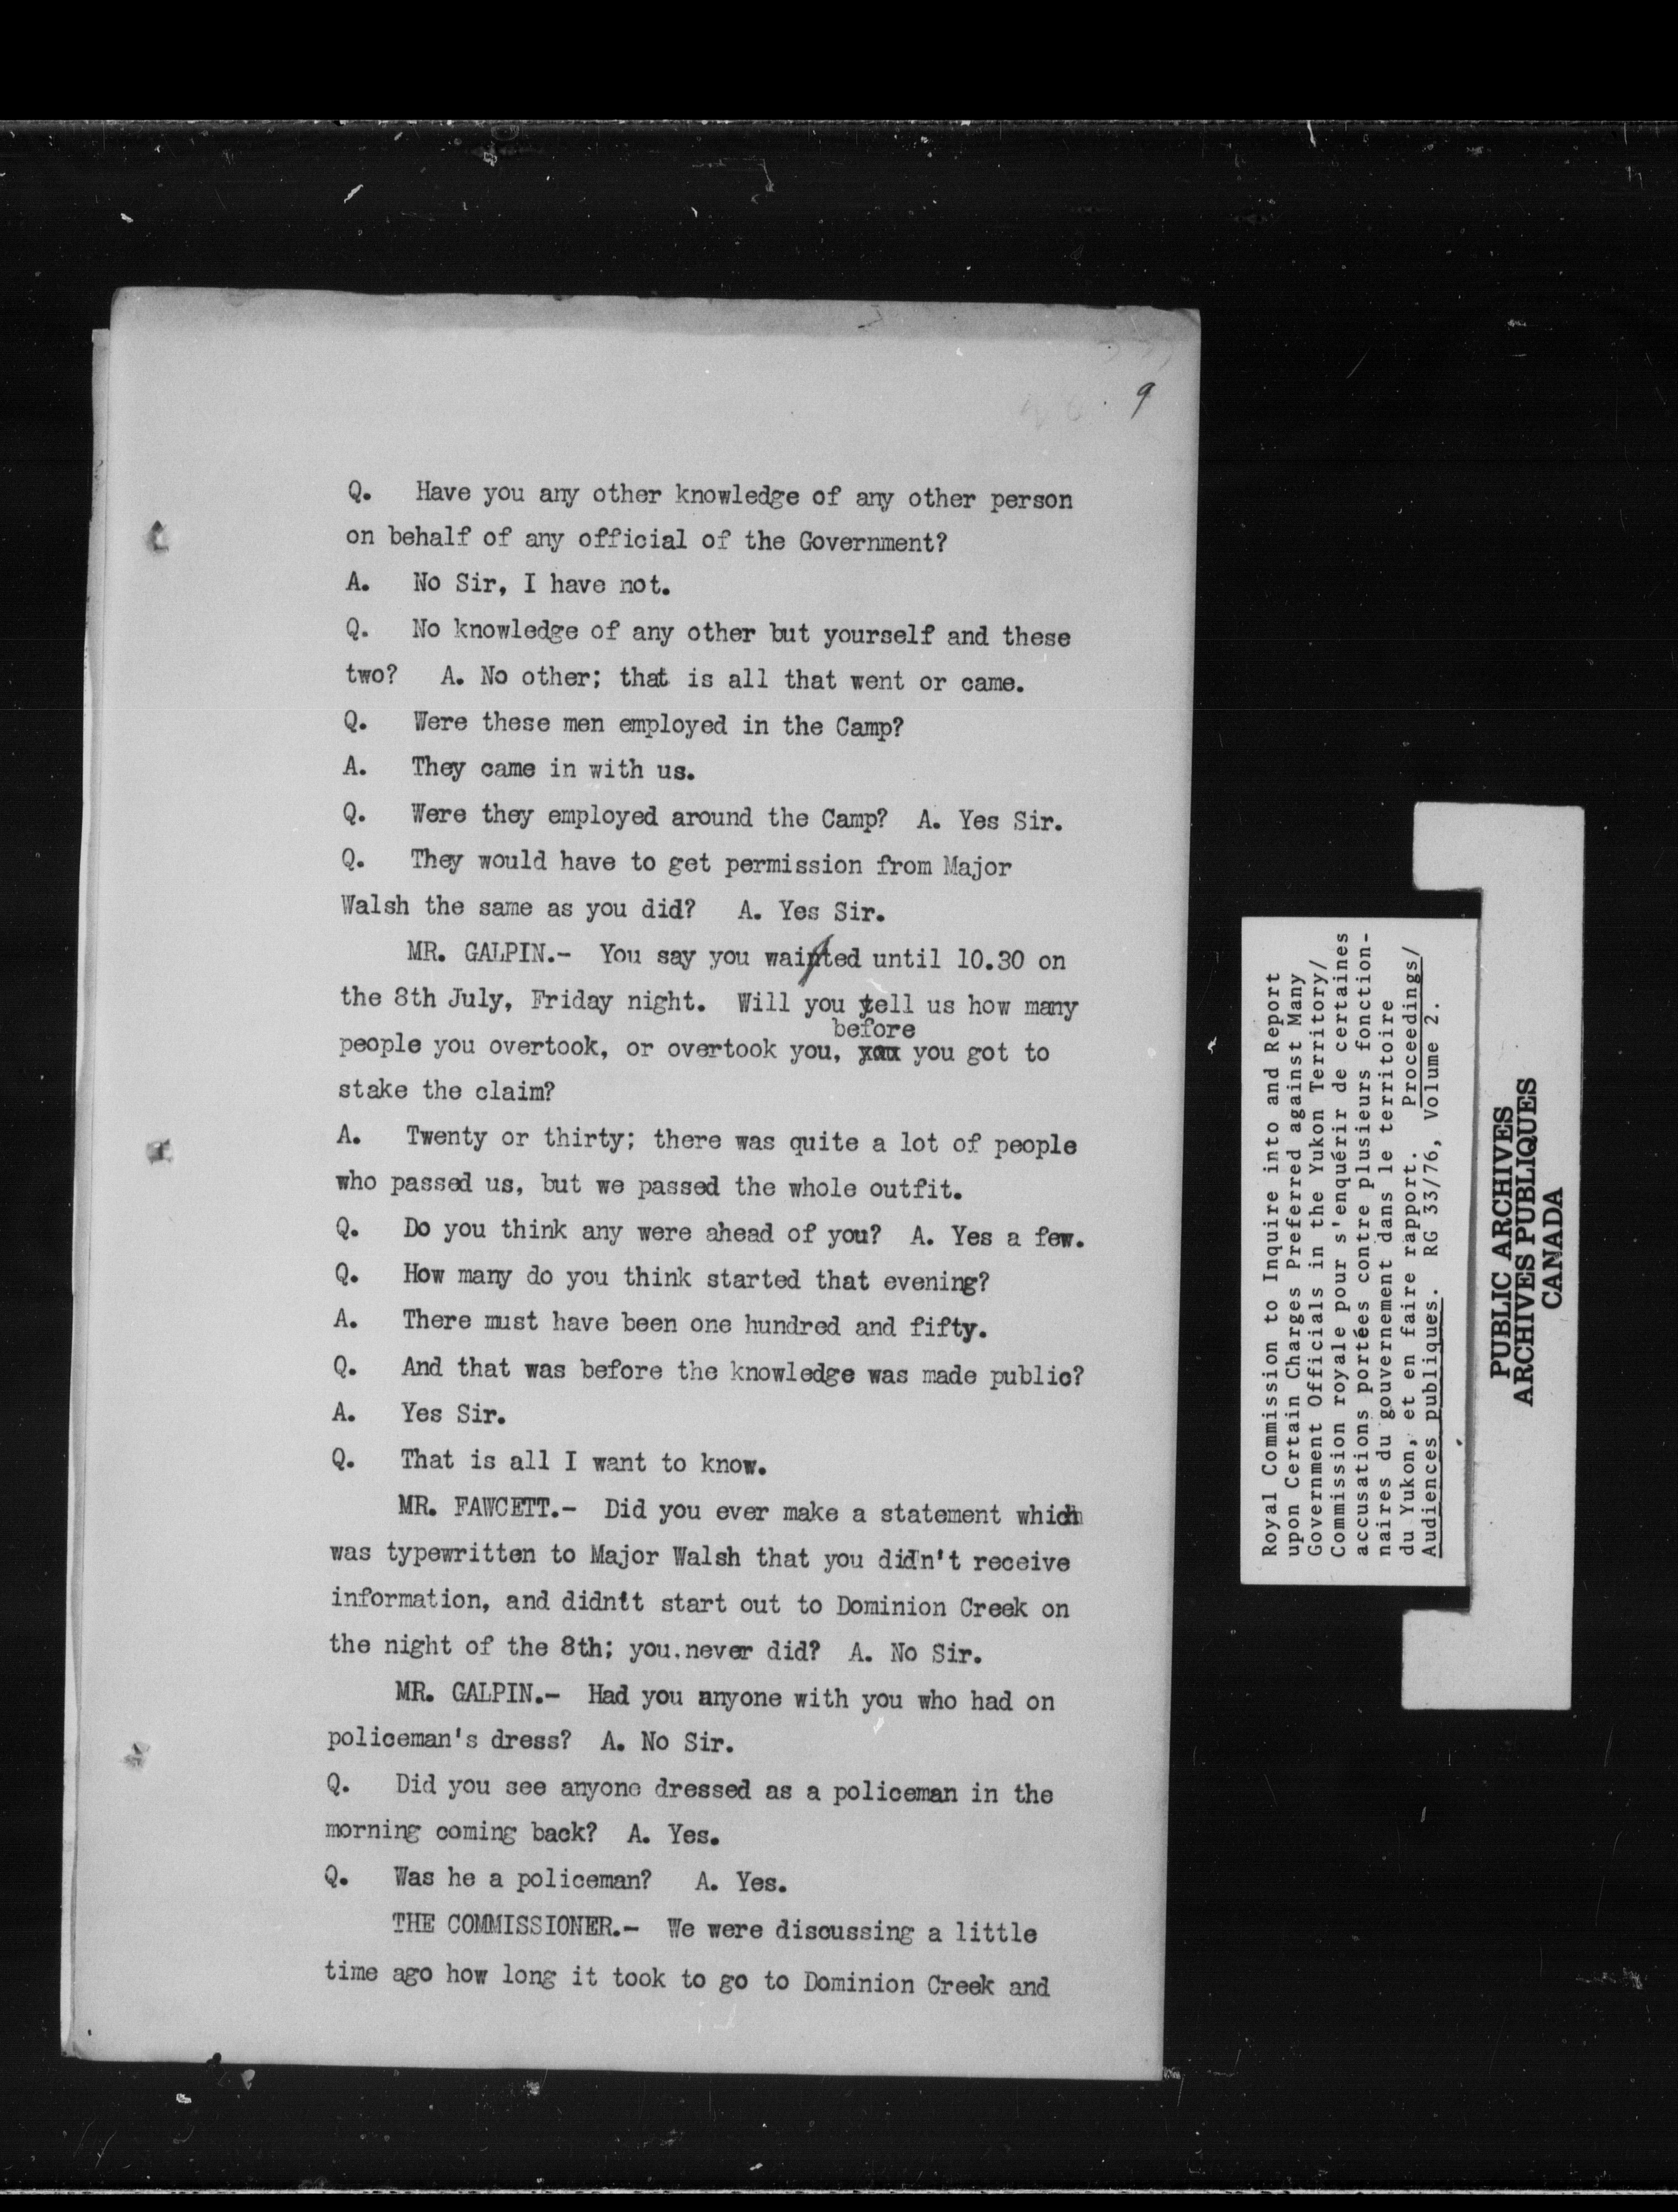 9
Q. Have you any other knowledge of any other person
on behalf of any official of the Government?
A. No Sir, I have not.
Q. No knowledge of any other but yourself and these
two? A. No other; that is all that went or came.
Q. Were these men employed in the Camp?
A. They came in with us.
Q. Were they employed around the Camp? A. Yes Sir.
Q. They would have to get permission from Major
Walsh the same as you did? A. Yes Sir.
MR. GALPIN.- You say you waited until 10.30 on
the 8th July, Friday night. Will you tell us how many
before
people you overtook, or overtook you, you you got to
stake the claim?
A. Twenty or thirty; there was quite a lot of people
who passed us, but we passed the whole outfit.
Q. Do you think any were ahead of you? A. Yes a few.
Q. How many do you think started that evening?
A. There must have been one hundred and fifty.
Q. And that was before the knowledge was made public?
A. Yes Sir.
Q. That is all I want to know.
MR. FAWCETT.- Did you ever make a statement which
was typewritten to Major Walsh that you didn't receive
information, and didntt start out to Dominion Creek on
the night of the 8th; you.never did? A. No Sir.
MR. GALPIN.- Had you anyone with you who had on
policeman's dress? A. No Sir.
Q. Did you see anyone dressed as a policeman in the
morning coming back? A. Yes.
Q. Was he a policeman? A. Yes.
THE COMMISSIONER.- We were discussing a little
time ago how long it took to go to Dominion Creek and
Royal Commission to Inquire into and Report
upon Certain Charges Preferred against Many
Government Officials in the Yukon Territory/
Commission royale pour s'enquérir de certaines
accusations portées contre plusieurs fonction-
naires du gouvernement dans le territoire
du Yukon, et en faire rapport. Proceedings/
Audiences publiques. RG 33/76, Volume 2.
PUBLIC ARCHIVES
ARCHIVES PUBLIQUES
CANADA